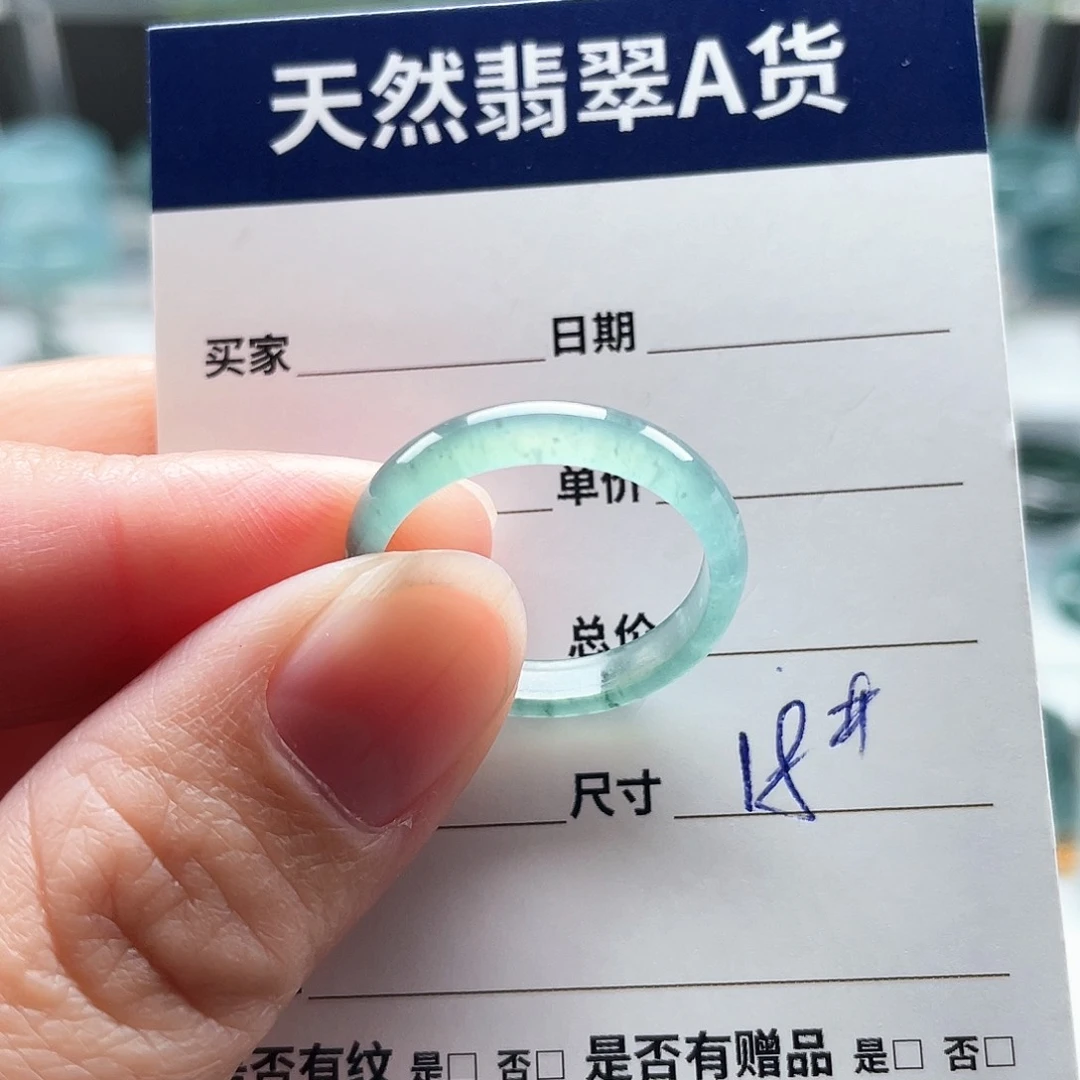 天然翡翠A货
买家 日期
单价
总价
尺寸 18#
是否有纹 是□ 否□ 是否有赠品 是□ 否□